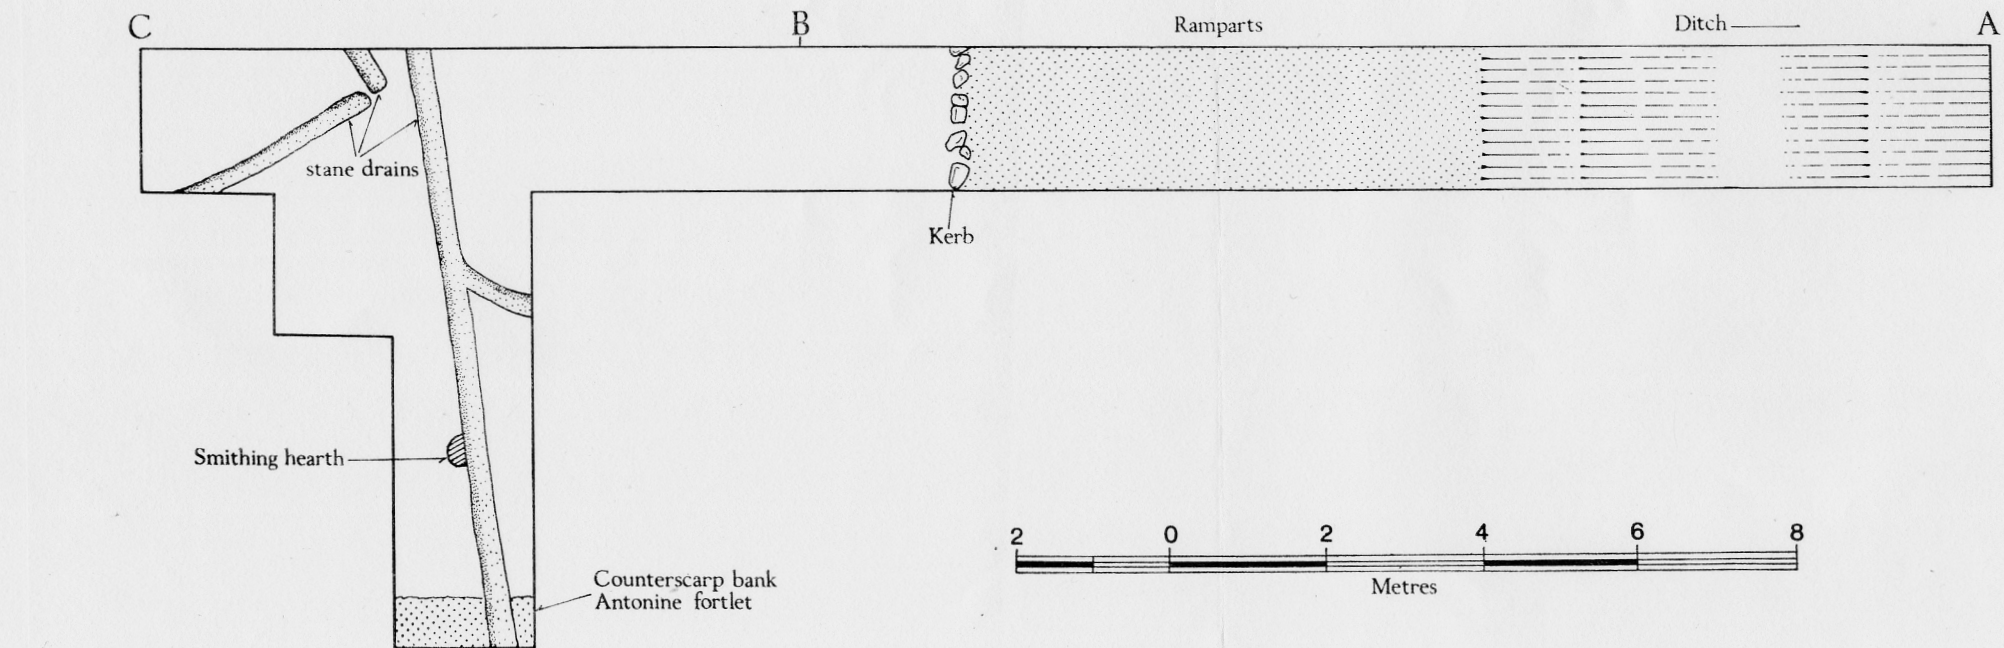 C
B
Ramparts
Ditch
A
stane drains
Kerb
Smithing hearth
Counterscarp bank
Antonine fortlet
2 0 2 4 6 8
Metres